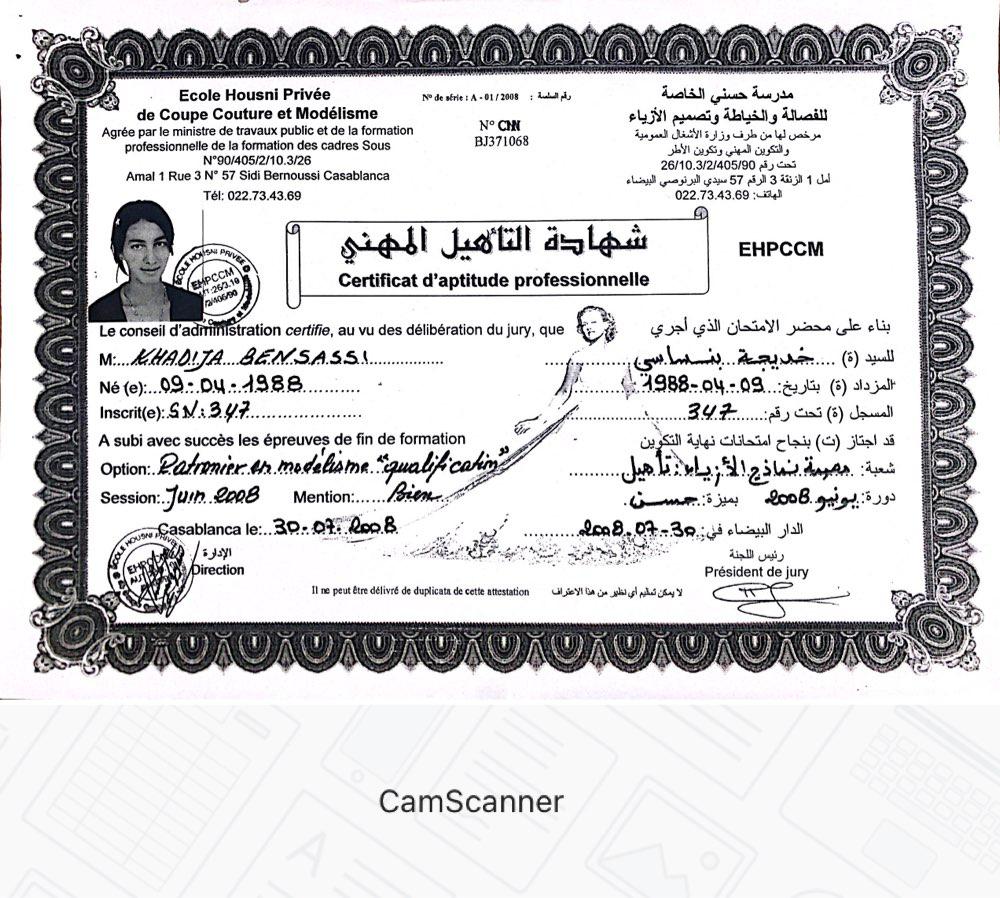 Ecole Housni Privée
de Coupe Couture et Modélisme
Agrée par le ministre de travaux public et de la formation
professionnelle de la formation des cadres Sous
N°90/405/2/10.3/26
Amal 1 Rue 3 N° 57 Sidi Bernoussi Casablanca
Tél: 022.73.43.69
N° de série : A - 01 / 2008 : رقم السلسة
N° CNN
BJ371068
مدرسة حسني الخاصة
للفصالة والخياطة وتصميم الأزياء
مرخص لها من طرف وزارة الأشغال العمومية
والتكوين المهني وتكوين الأطر
تحت رقم 26/10.3/2/405/90
أمل 1 الزنقة 3 الرقم 57 سيدي البرنوصي البيضاء
الهاتف: 022.73.43.69
ECOLE HOUSNI PRIVEE
EHPCCM
شهادة التأهيل المهني
Certificat d'aptitude professionnelle
EHPCCM
Le conseil d'administration certifie, au vu des délibération du jury, que
بناء على محضر الامتحان الذي أجري
M:...KHADIJA BENSASSI
للسيد (ة) ....خديجة بنساسي
Né (e):...09-04-1988
المزداد (ة) بتاريخ:...1988-04-09
Inscrit(e): SN:347
المسجل (ة) تحت رقم:...347
A subi avec succès les épreuves de fin de formation
قد اجتاز (ت) بنجاح امتحانات نهاية التكوين
Option: Patronier en modélisme "qualification"
شعبة: مصممة نماذج الأزياء: تأهيل
Session: Juin 2008 Mention:...Bien
دورة: يونيو 2008 بميزة: حسن
Casablanca le:...30-07-2008
الدار البيضاء في: 2008-07-30
الإدارة
Direction
رئيس اللجنة
Président de jury
Il ne peut être délivré de duplicata de cette attestation
لا يمكن تسليم أي نظير من هذا الاعتراف
CamScanner